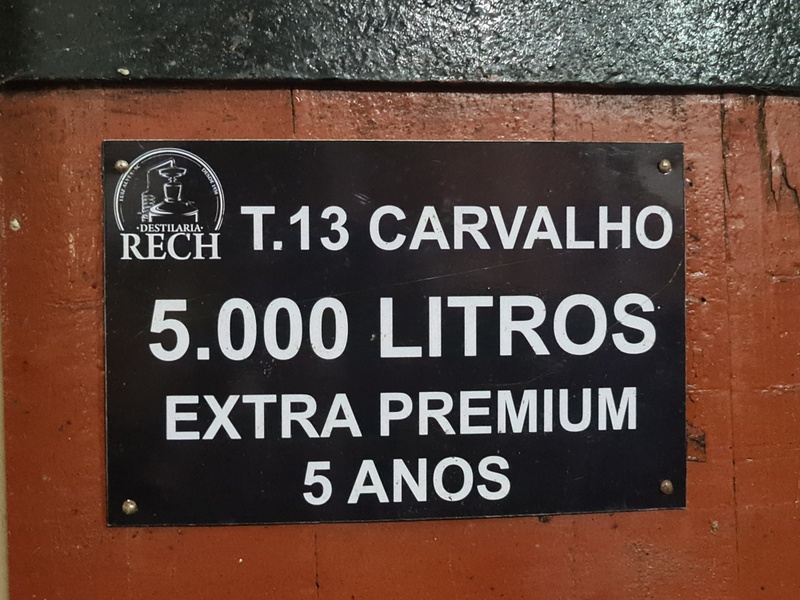 DESTILARIA
RECH
T.13 CARVALHO
5.000 LITROS
EXTRA PREMIUM
5 ANOS